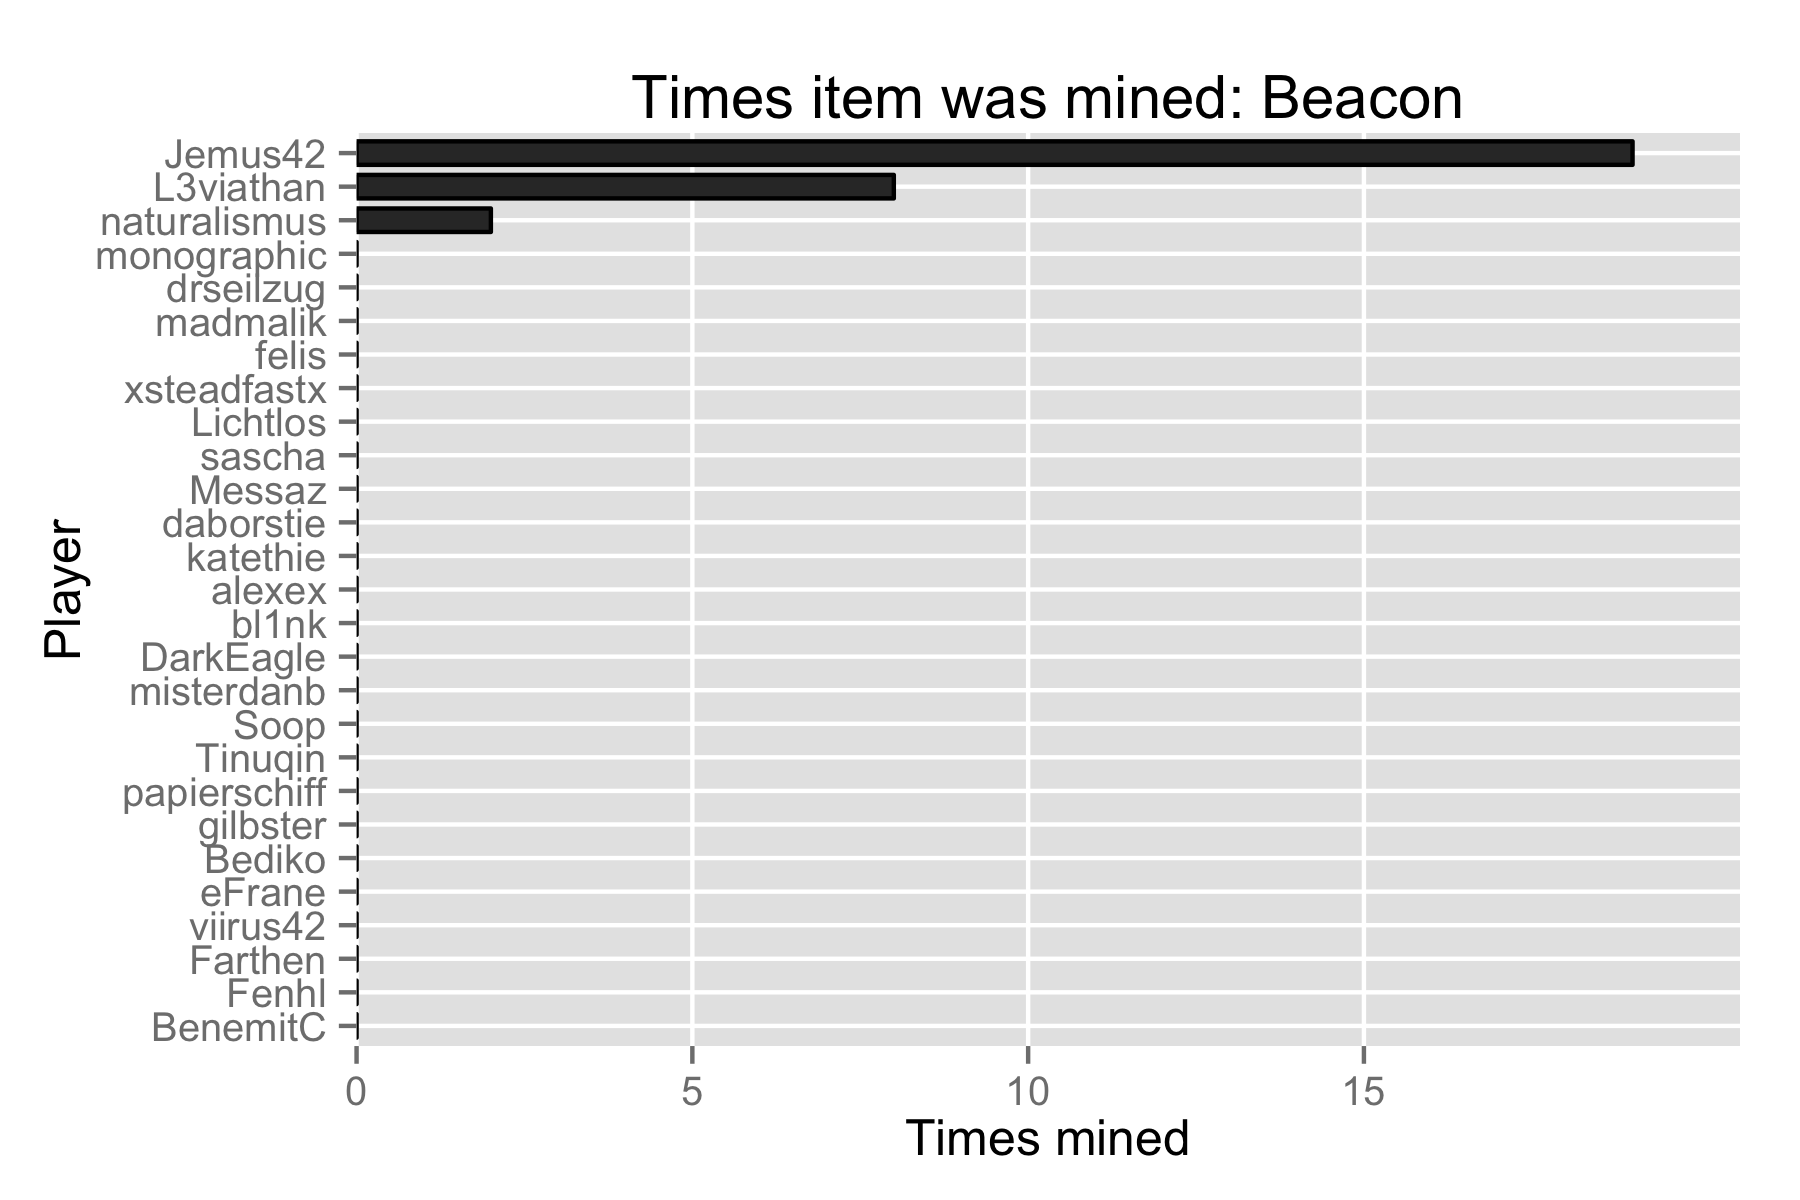 Times item was mined: Beacon
Jemus42
L3viathan
naturalismus
monographic
drseilzug
madmalik
felis
xsteadfastx
Lichtlos
sascha
Messaz
daborstie
katethie
alexex
bl1nk
DarkEagle
misterdanb
Soop
Tinuqin
papierschiff
gilbster
Bediko
eFrane
viirus42
Farthen
Fenhl
BenemitC
Player
0 5 10 15
Times mined